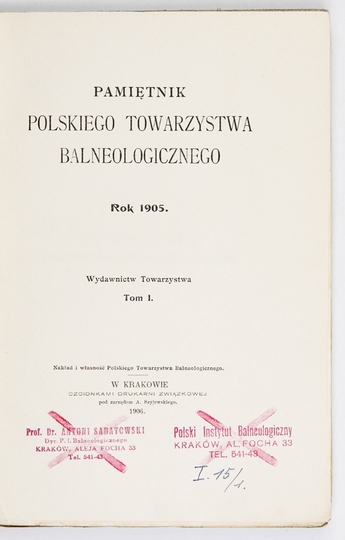 PAMIĘTNIK
POLSKIEGO TOWARZYSTWA
BALNEOLOGICZNEGO
Rok 1905.
Wydawnictw Towarzystwa
Tom I.
Nakład i własność Polskiego Towarzystwa Balneologicznego.
W KRAKOWIE
CZCIONKAMI DRUKARNI ZWIĄZKOWEJ
pod zarządem A. Szyjewskiego.
1906.
Prof. Dr. ANTONI SABATOWSKI
Dyr. P. I. Balneologicznego
KRAKÓW, ALEJA FOCHA 33
Tel. 541-43
Polski Instytut Balneologiczny
KRAKÓW, AL. FOCHA 33
TEL. 541-43
I. 15/1.